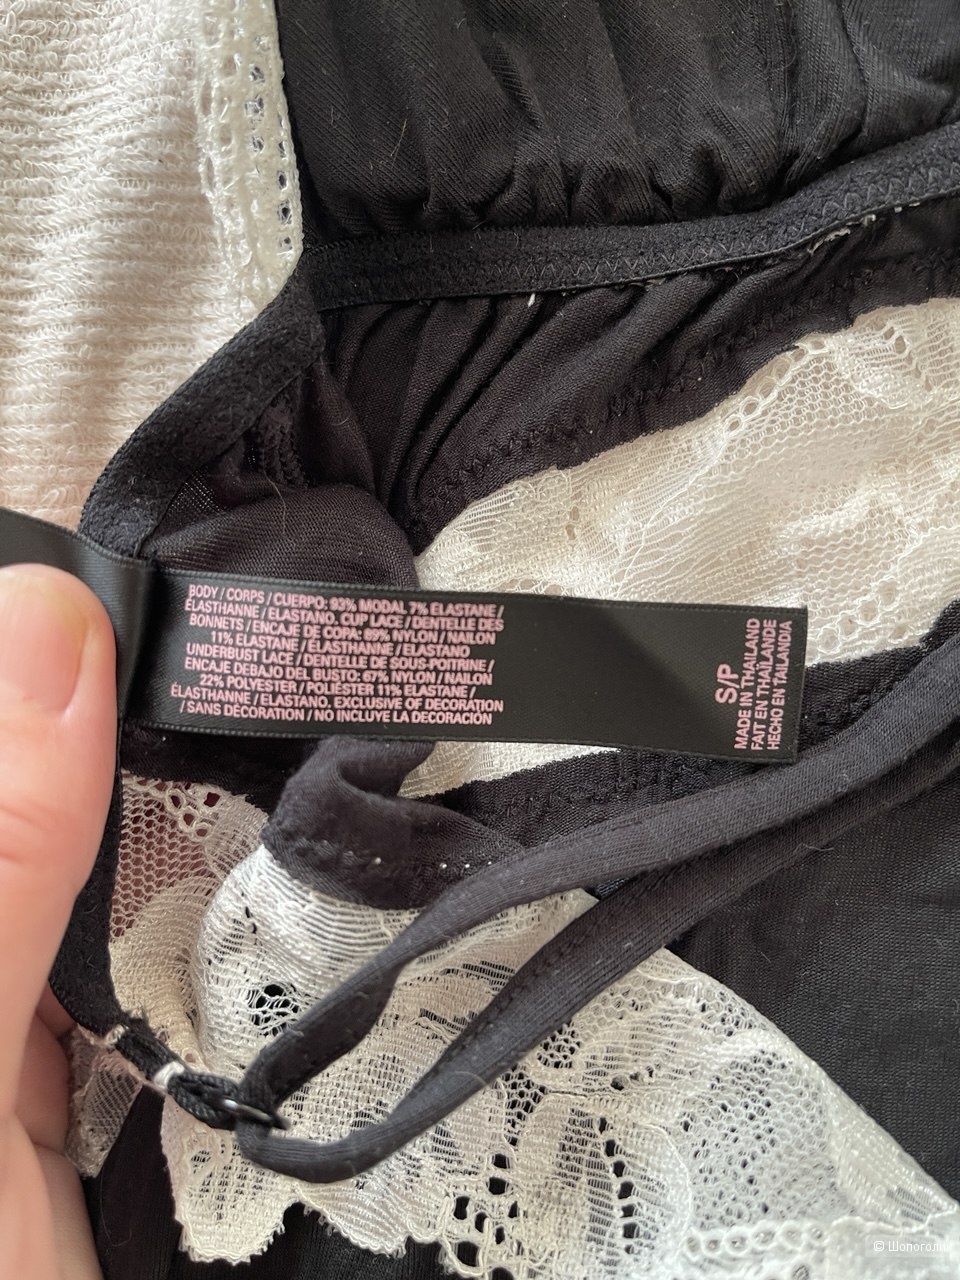 BODY / CORPS / CUERPO: 93% MODAL 7% ELASTANE /
ÉLASTHANNE / ELASTANO. CUP LACE / DENTELLE DES
BONNETS / ENCAJE DE COPA: 89% NYLON / NAILON
11% ELASTANE / ÉLASTHANNE / ELASTANO
UNDERBUST LACE / DENTELLE DE SOUS-POITRINE /
ENCAJE DEBAJO DEL BUSTO: 67% NYLON / NAILON
22% POLYESTER / POLIÉSTER 11% ELASTANE /
ÉLASTHANNE / ELASTANO. EXCLUSIVE OF DECORATION
/ SANS DÉCORATION / NO INCLUYE LA DECORACIÓN
S/P
MADE IN THAILAND
FAIT EN THAÏLANDE
HECHO EN TAILANDIA
© Шопоголик